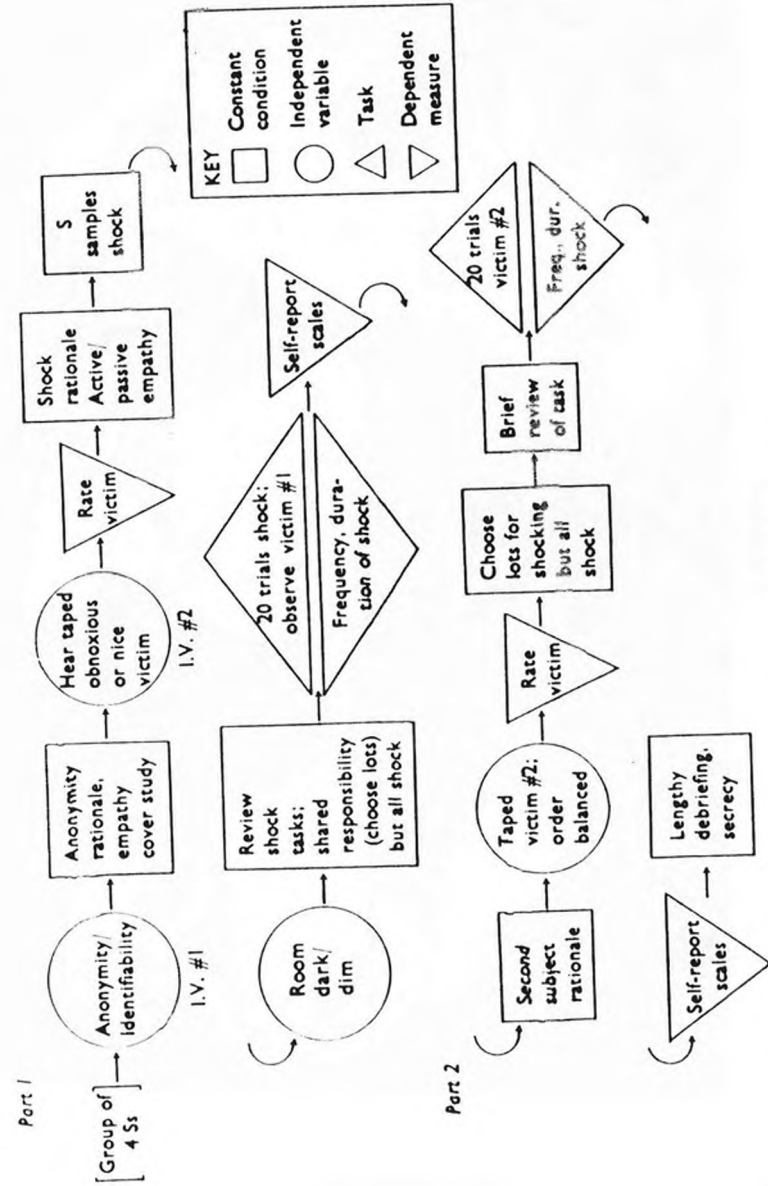 Part 1
Group of
4 Ss
Anonymity/
Identifiability
I.V. #1
Anonymity
rationale,
empathy
cover study
Hear taped
obnoxious
or nice
victim
I.V. #2
Rate
victim
Shock
rationale
Active/
passive
empathy
S
samples
shock
Room
dark/
dim
Review
shock
tasks;
shared
responsibility
(choose lots)
but all shock
20 trials shock;
observe victim #1
Frequency, dura-
tion of shock
Self-report
scales
KEY
Constant
condition
Independent
variable
Task
Dependent
measure
Part 2
Second
subject
rationale
Taped
victim #2;
order
balanced
Rate
victim
Choose
lots for
shocking
but all
shock
Brief
review
of task
20 trials
victim #2
Freq., dur.
shock
Self-report
scales
Lengthy
debriefing,
secrecy